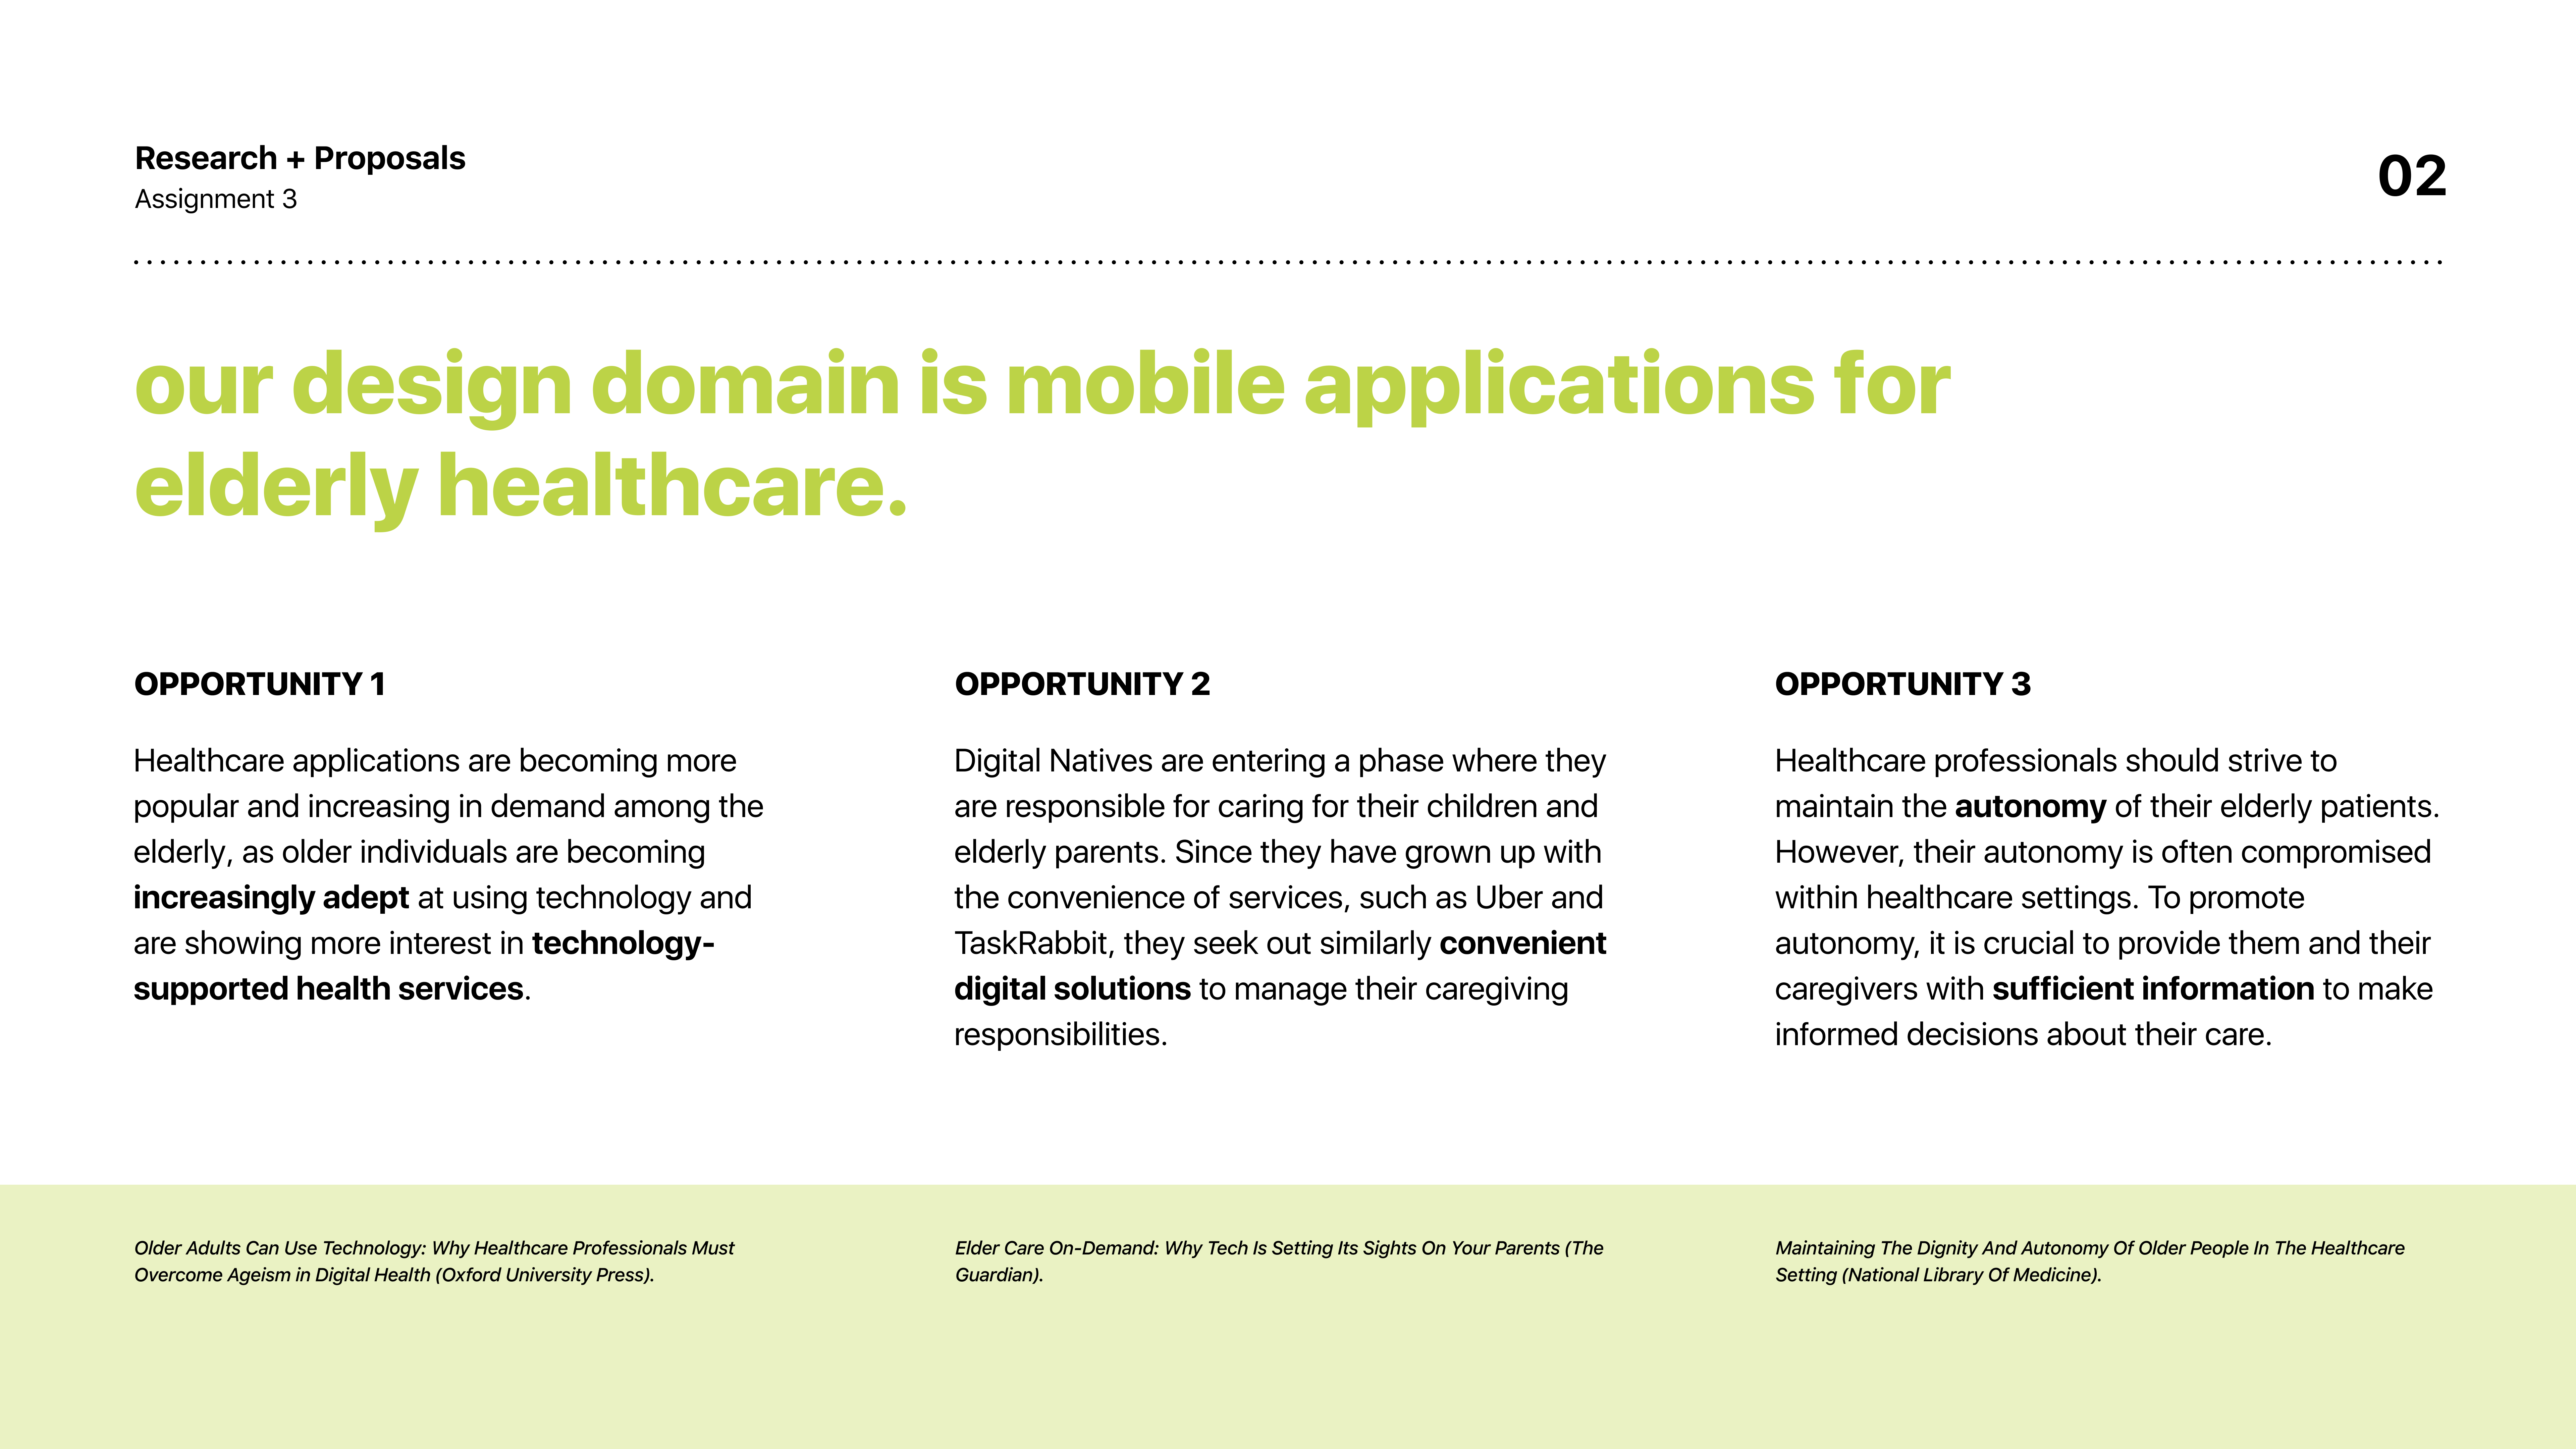 Research + Proposals
Assignment 3
02
our design domain is mobile applications for
elderly healthcare.
OPPORTUNITY 1
Healthcare applications are becoming more
popular and increasing in demand among the
elderly, as older individuals are becoming
increasingly adept at using technology and
are showing more interest in technology-
supported health services.
OPPORTUNITY 2
Digital Natives are entering a phase where they
are responsible for caring for their children and
elderly parents. Since they have grown up with
the convenience of services, such as Uber and
TaskRabbit, they seek out similarly convenient
digital solutions to manage their caregiving
responsibilities.
OPPORTUNITY 3
Healthcare professionals should strive to
maintain the autonomy of their elderly patients.
However, their autonomy is often compromised
within healthcare settings. To promote
autonomy, it is crucial to provide them and their
caregivers with sufficient information to make
informed decisions about their care.
Older Adults Can Use Technology: Why Healthcare Professionals Must
Overcome Ageism in Digital Health (Oxford University Press).
Elder Care On-Demand: Why Tech Is Setting Its Sights On Your Parents (The
Guardian).
Maintaining The Dignity And Autonomy Of Older People In The Healthcare
Setting (National Library Of Medicine).